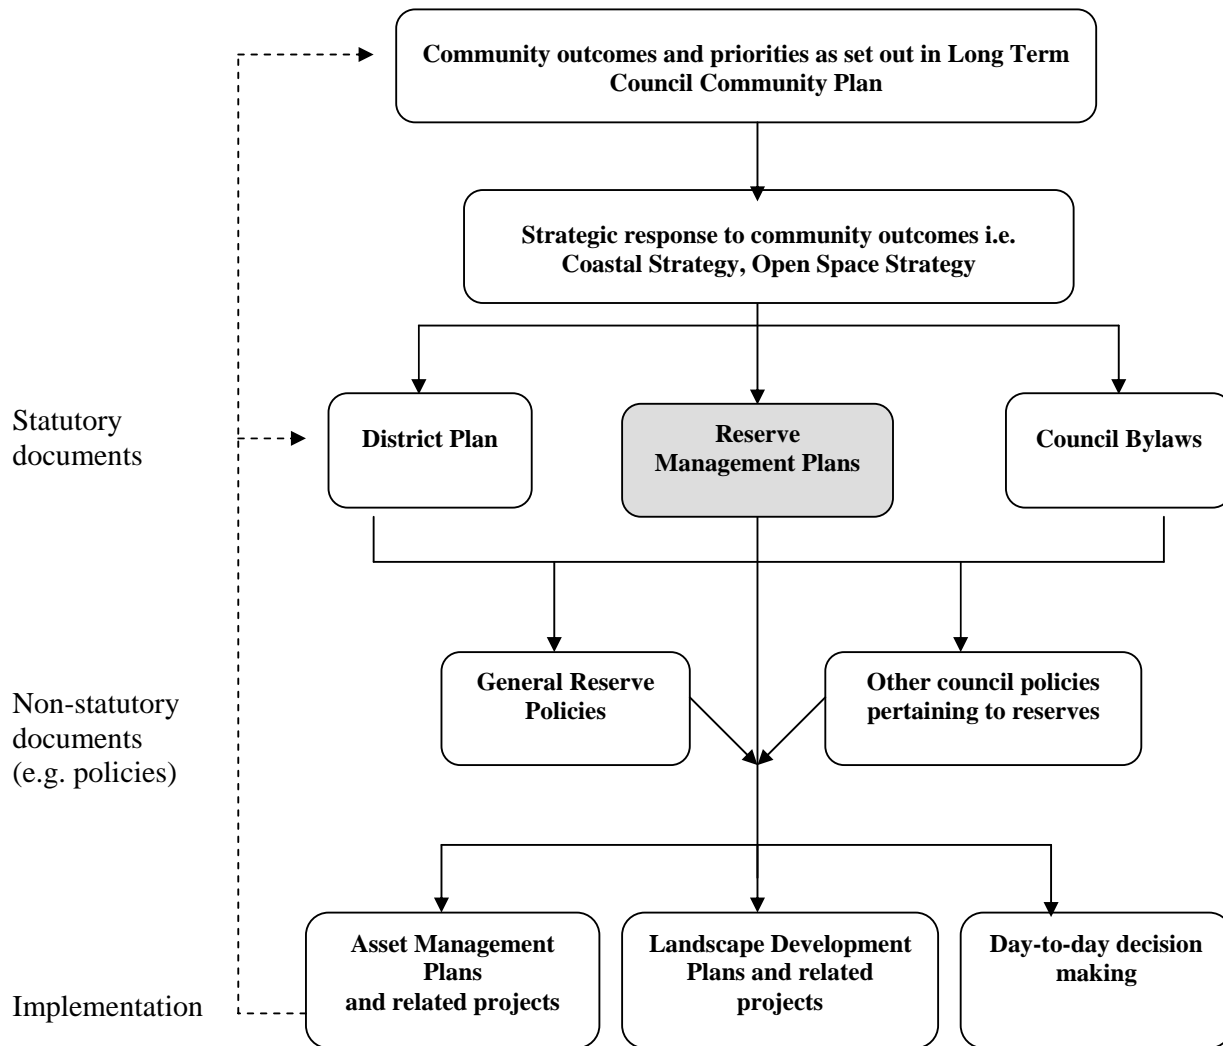 Community outcomes and priorities as set out in Long Term
Council Community Plan
Strategic response to community outcomes i.e.
Coastal Strategy, Open Space Strategy
Statutory
documents
District Plan
Reserve
Management Plans
Council Bylaws
Non-statutory
documents
(e.g. policies)
General Reserve
Policies
Other council policies
pertaining to reserves
Implementation
Asset Management
Plans
and related projects
Landscape Development
Plans and related
projects
Day-to-day decision
making